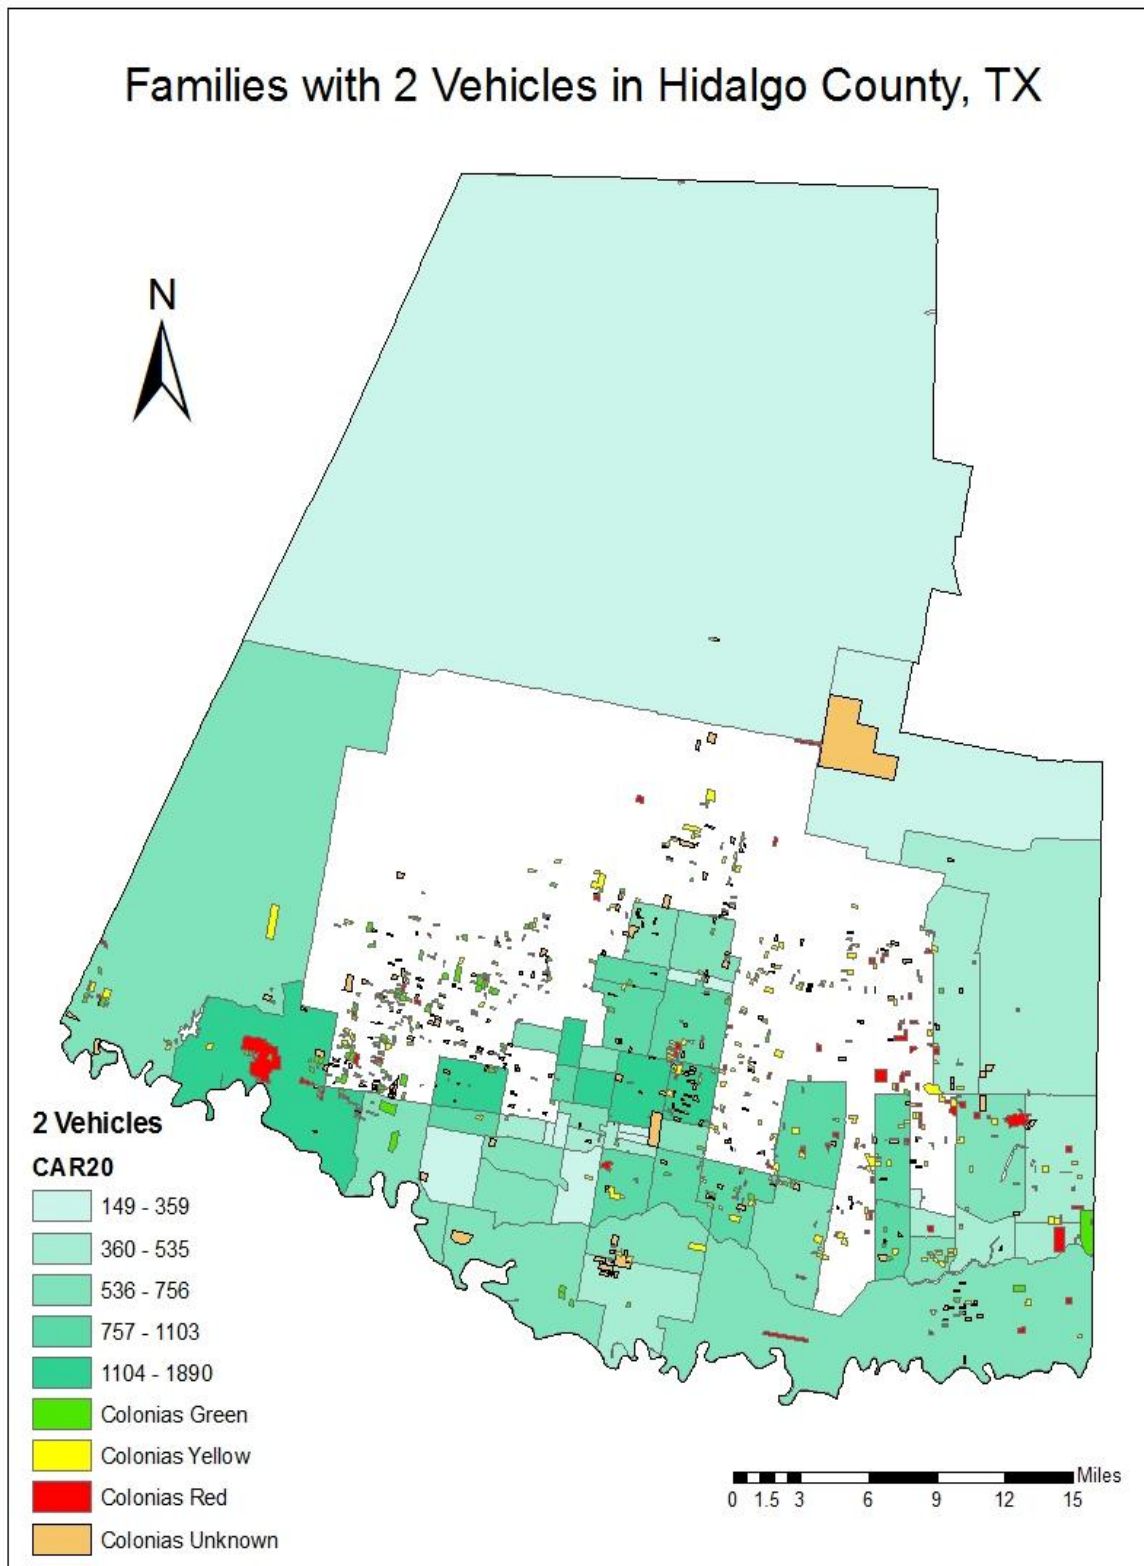 Families with 2 Vehicles in Hidalgo County, TX
N
2 Vehicles
CAR20
149 - 359
360 - 535
536 - 756
757 - 1103
1104 - 1890
Colonias Green
Colonias Yellow
Colonias Red
Colonias Unknown
Miles
0 1.5 3 6 9 12 15